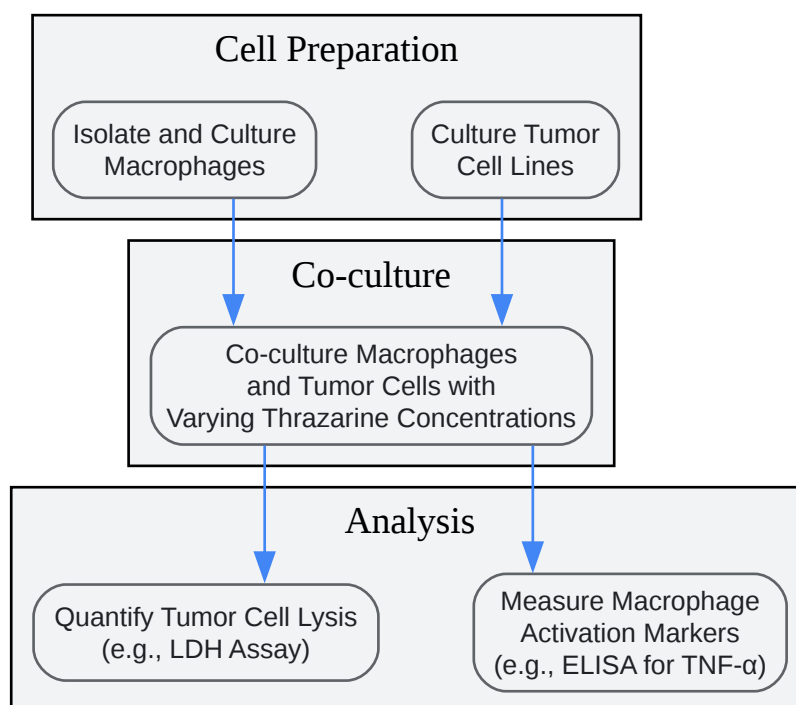 Cell Preparation
Isolate and Culture
Macrophages
Culture Tumor
Cell Lines
Co-culture
Co-culture Macrophages
and Tumor Cells with
Varying Thrazarine Concentrations
Analysis
Quantify Tumor Cell Lysis
(e.g., LDH Assay)
Measure Macrophage
Activation Markers
(e.g., ELISA for TNF-α)